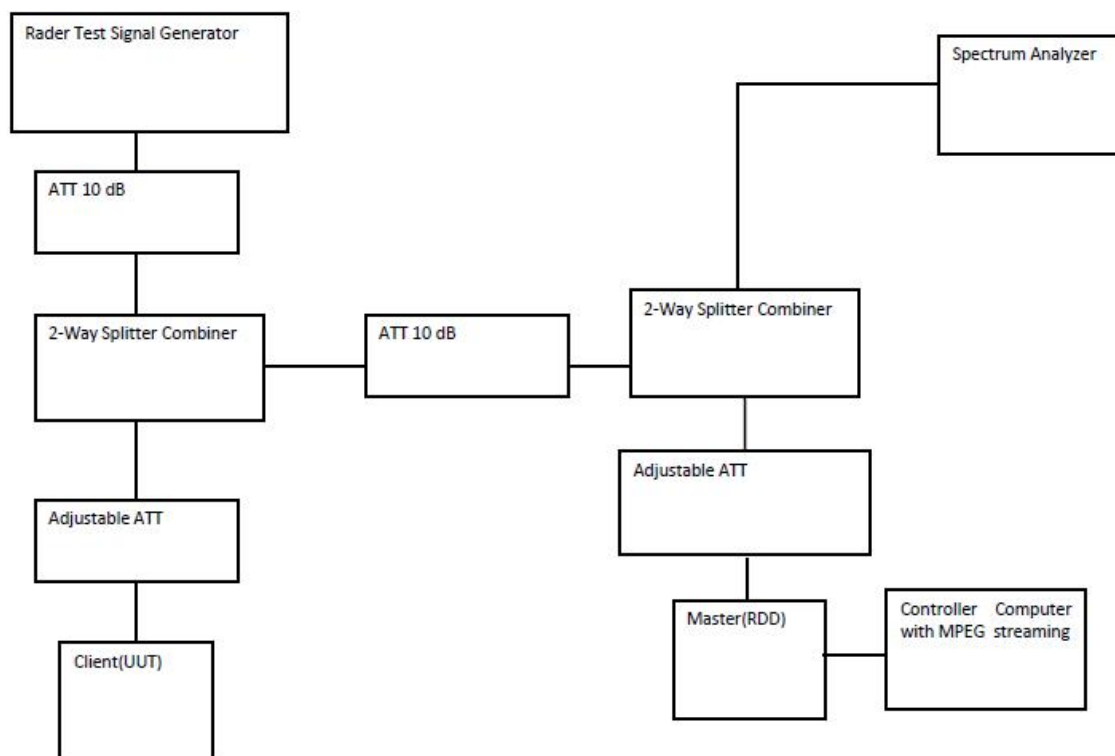 Rader Test Signal Generator
Spectrum Analyzer
ATT 10 dB
2-Way Splitter Combiner
ATT 10 dB
2-Way Splitter Combiner
Adjustable ATT
Adjustable ATT
Master(RDD)
Controller Computer
with MPEG streaming
Client(UUT)